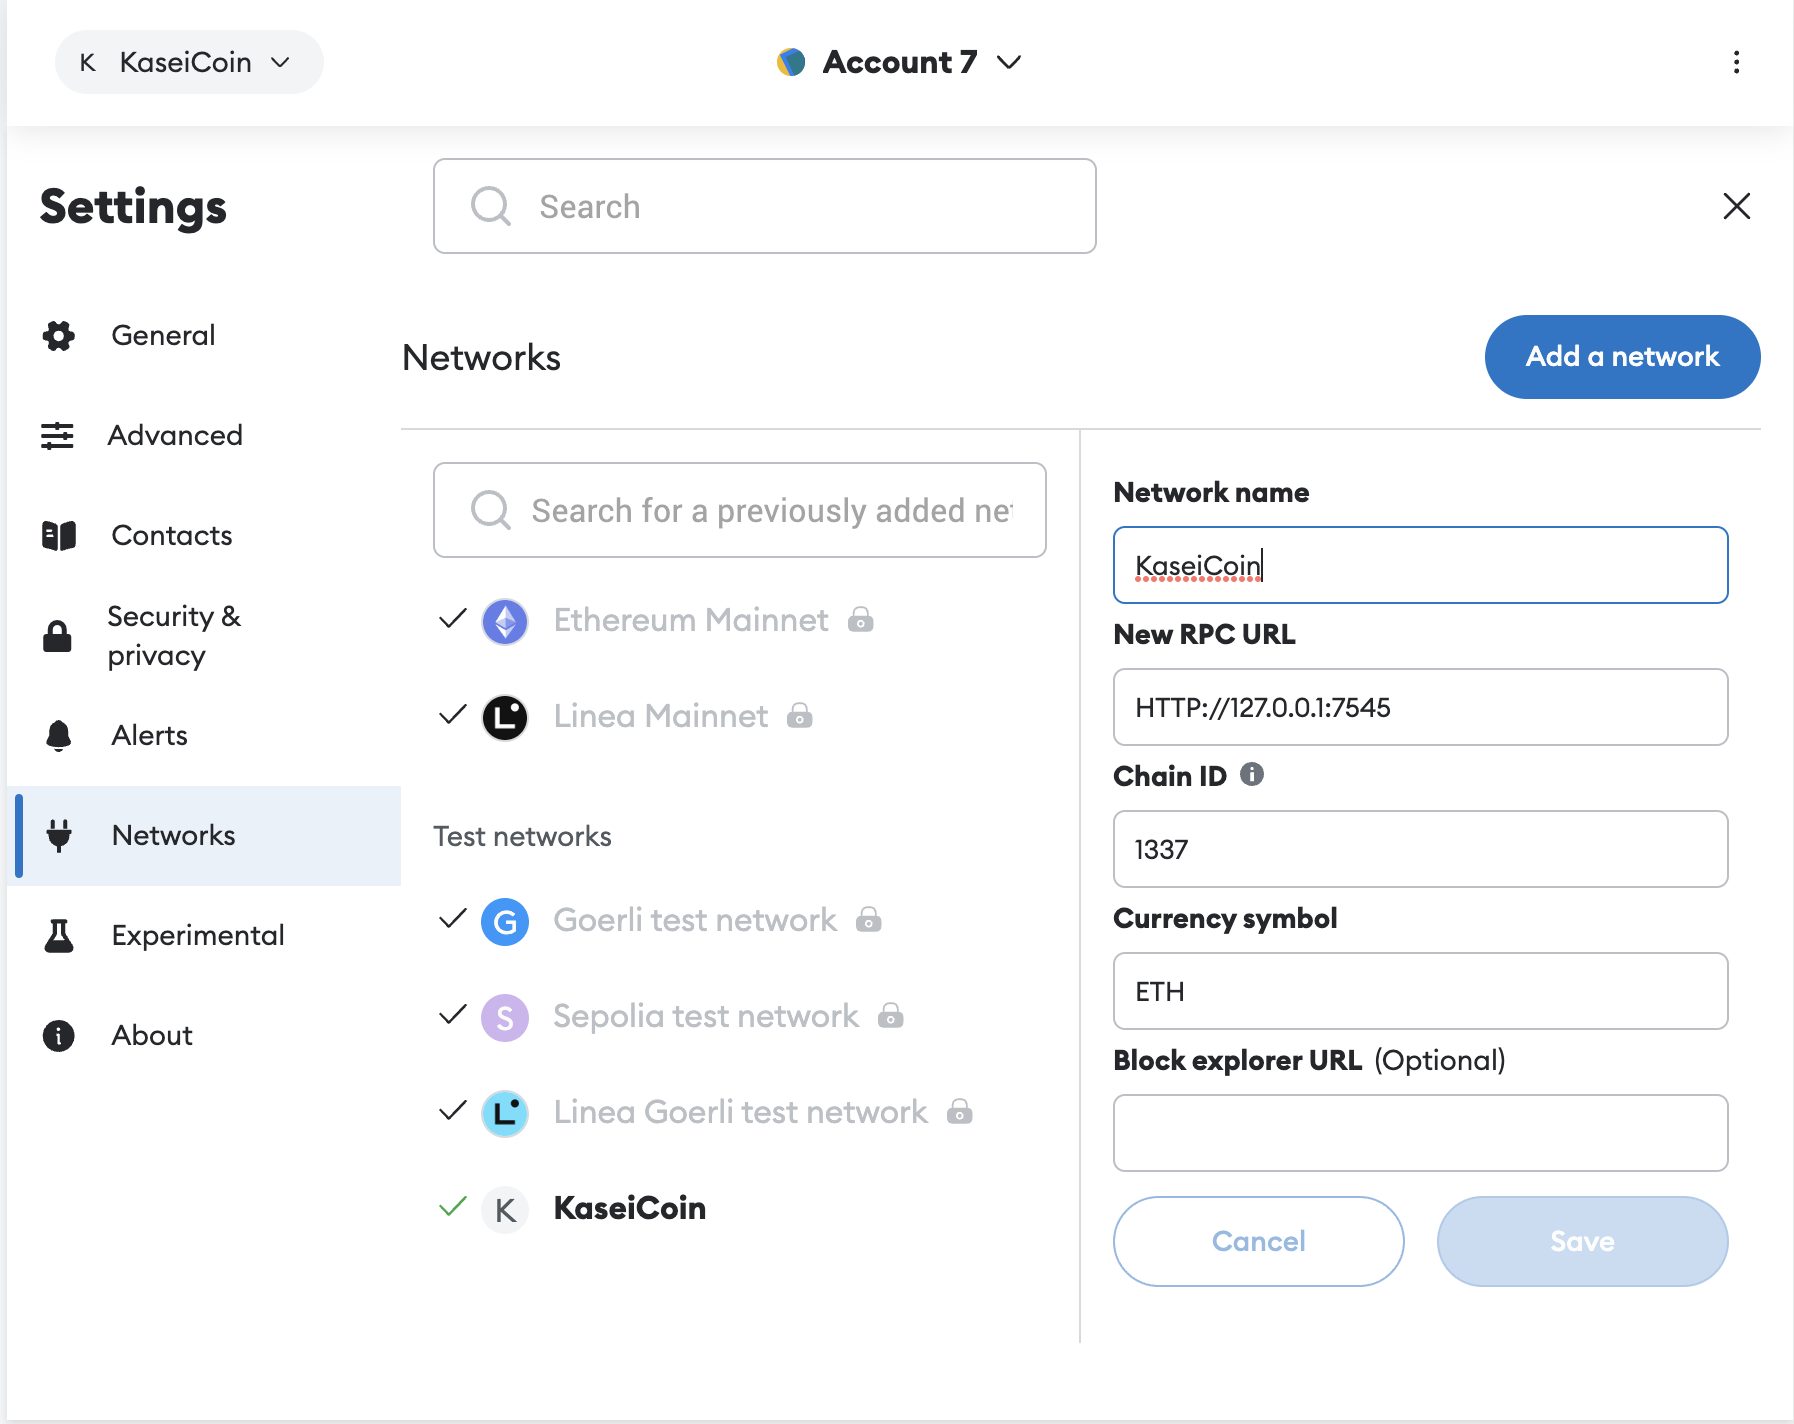 K KaseiCoin
Account 7
Settings
Search
General
Advanced
Contacts
Security &
privacy
Alerts
Networks
Experimental
About
Networks
Add a network
Search for a previously added net
Ethereum Mainnet
L Linea Mainnet
Test networks
G Goerli test network
S Sepolia test network
L Linea Goerli test network
K KaseiCoin
Network name
KaseiCoin
New RPC URL
HTTP://127.0.0.1:7545
Chain ID
1337
Currency symbol
ETH
Block explorer URL (Optional)
Cancel
Save